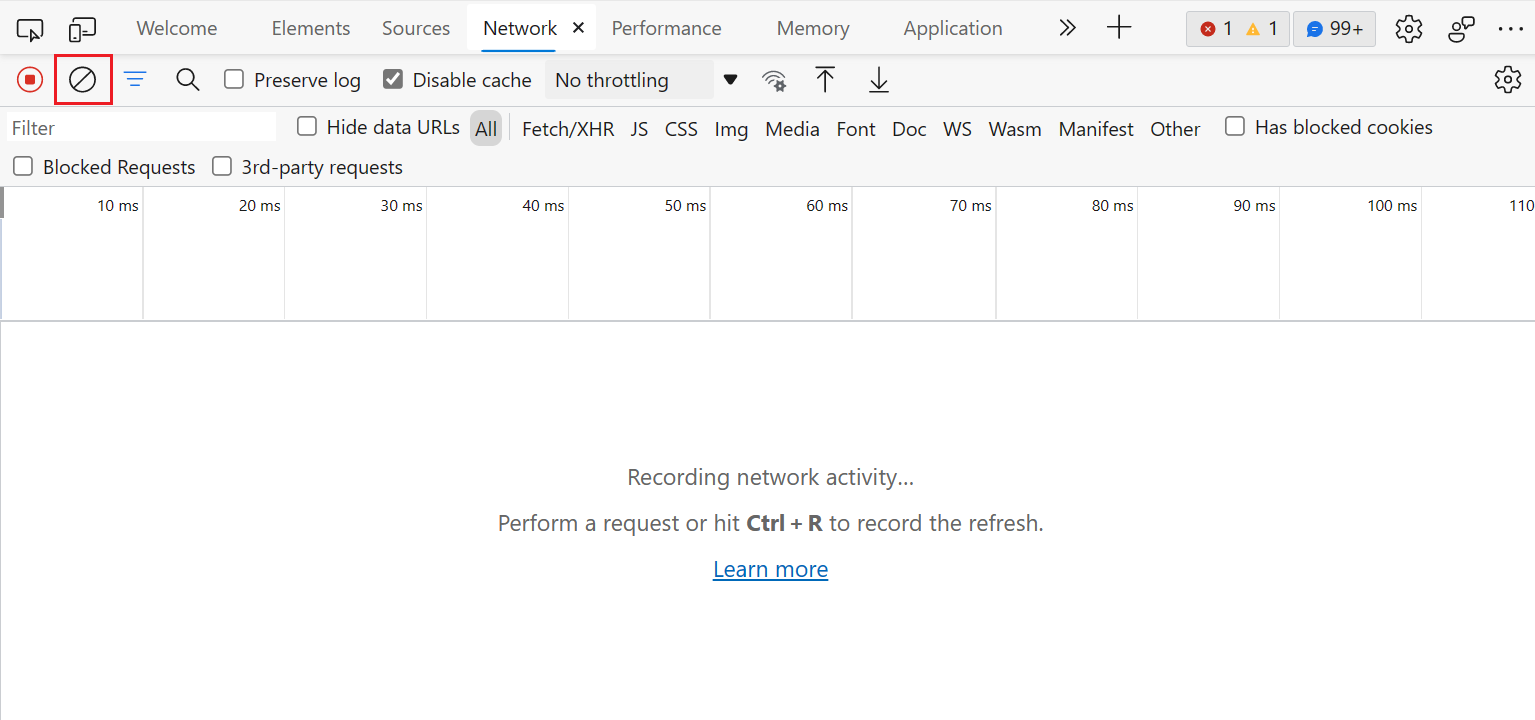 Welcome Elements Sources Network Performance Memory Application 1 1 99+
Preserve log Disable cache No throttling
Filter Hide data URLs All Fetch/XHR JS CSS Img Media Font Doc WS Wasm Manifest Other Has blocked cookies
Blocked Requests 3rd-party requests
10 ms 20 ms 30 ms 40 ms 50 ms 60 ms 70 ms 80 ms 90 ms 100 ms 110
Recording network activity...
Perform a request or hit Ctrl + R to record the refresh.
Learn more